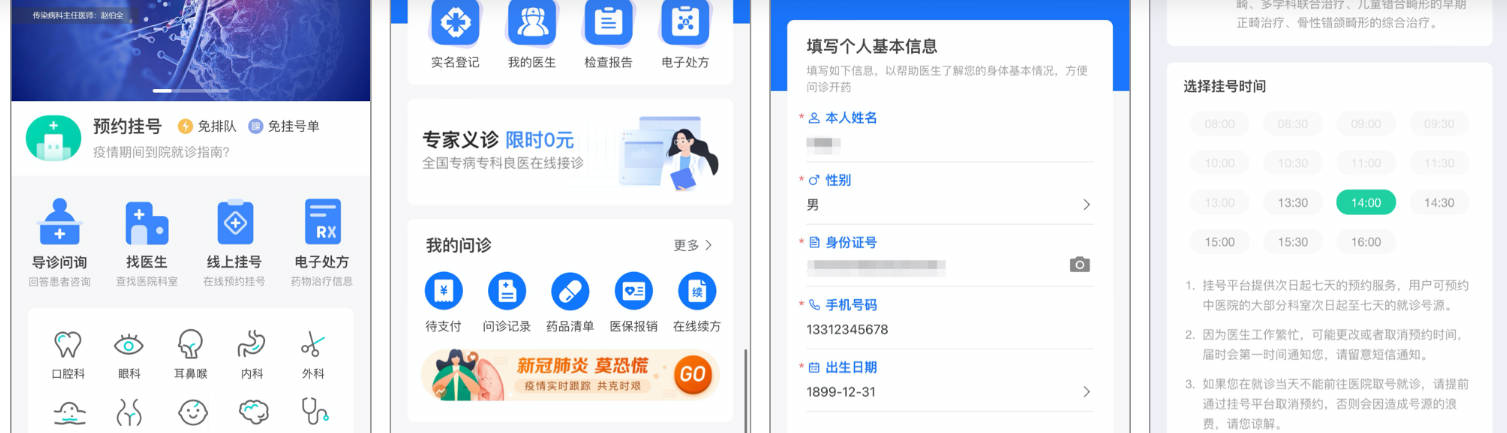 传染病科主任医师：赵伯全
预约挂号 免排队 免挂号单
疫情期间到院就诊指南?
导诊问询 找医生 线上挂号 电子处方
回答患者咨询 查找医院科室 在线预约挂号 药物治疗信息
口腔科 眼科 耳鼻喉 内科 外科
实名登记 我的医生 检查报告 电子处方
专家义诊 限时0元
全国专病专科良医在线接诊
我的问诊 更多
待支付 问诊记录 药品清单 医保报销 在线续方
新冠肺炎 莫恐慌
疫情实时跟踪 共克时艰
GO
填写个人基本信息
填写如下信息，以帮助医生了解您的身体基本情况，方便
问诊开药
* 本人姓名
* 性别
男
* 身份证号
* 手机号码
13312345678
* 出生日期
1899-12-31
畸、多学科联合治疗、儿童错合畸形的早期
正畸治疗、骨性错颌畸形的综合治疗。
选择挂号时间
08:00 08:30 09:00 09:30
10:00 10:30 11:00 11:30
13:00 13:30 14:00 14:30
15:00 15:30 16:00
1. 挂号平台提供次日起七天的预约服务，用户可预约
中医院的大部分科室次日起至七天的就诊号源。
2. 因为医生工作繁忙，可能更改或者取消预约时间，
届时会第一时间通知您，请留意短信通知。
3. 如果您在就诊当天不能前往医院取号就诊，请提前
通过挂号平台取消预约，否则会因造成号源的浪
费，请您谅解。